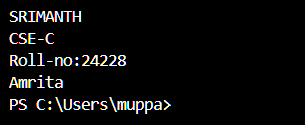 SRIMANTH
CSE-C
Roll-no:24228
Amrita
PS C:\Users\muppa>